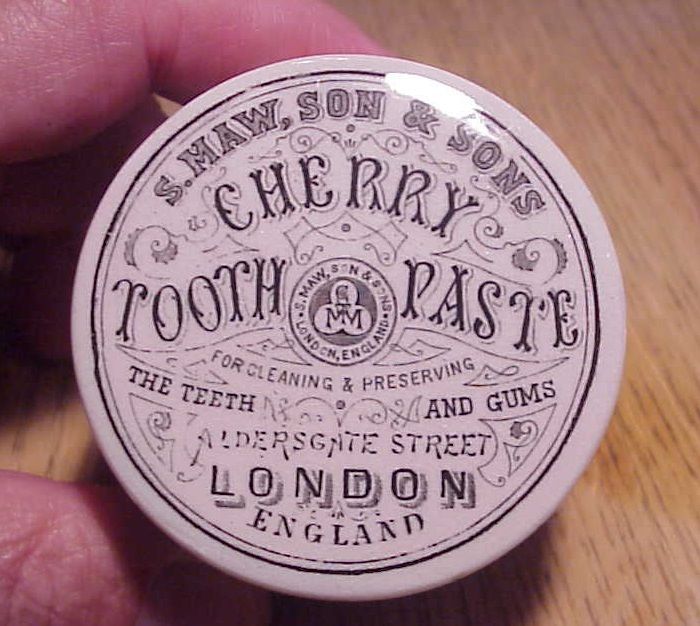 S. MAW, SON & SONS
CHERRY
TOOTH PASTE
S. MAW, SON & SONS
LONDON, ENGLAND
FOR CLEANING & PRESERVING
THE TEETH AND GUMS
ALDERSGATE STREET
LONDON
ENGLAND